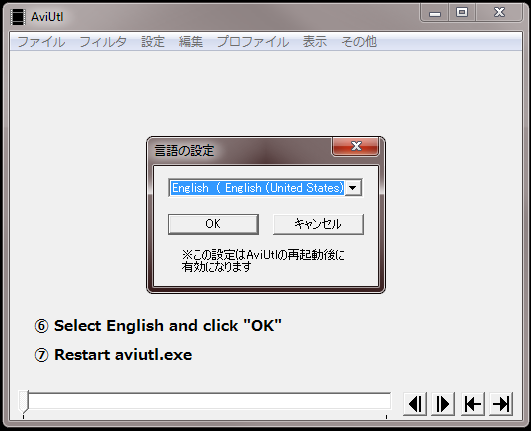 AviUtl
ファイル フィルタ 設定 編集 プロファイル 表示 その他
言語の設定
English ( English (United States)
OK キャンセル
※この設定はAviUtlの再起動後に
有効になります
⑥ Select English and click "OK"
⑦ Restart aviutl.exe